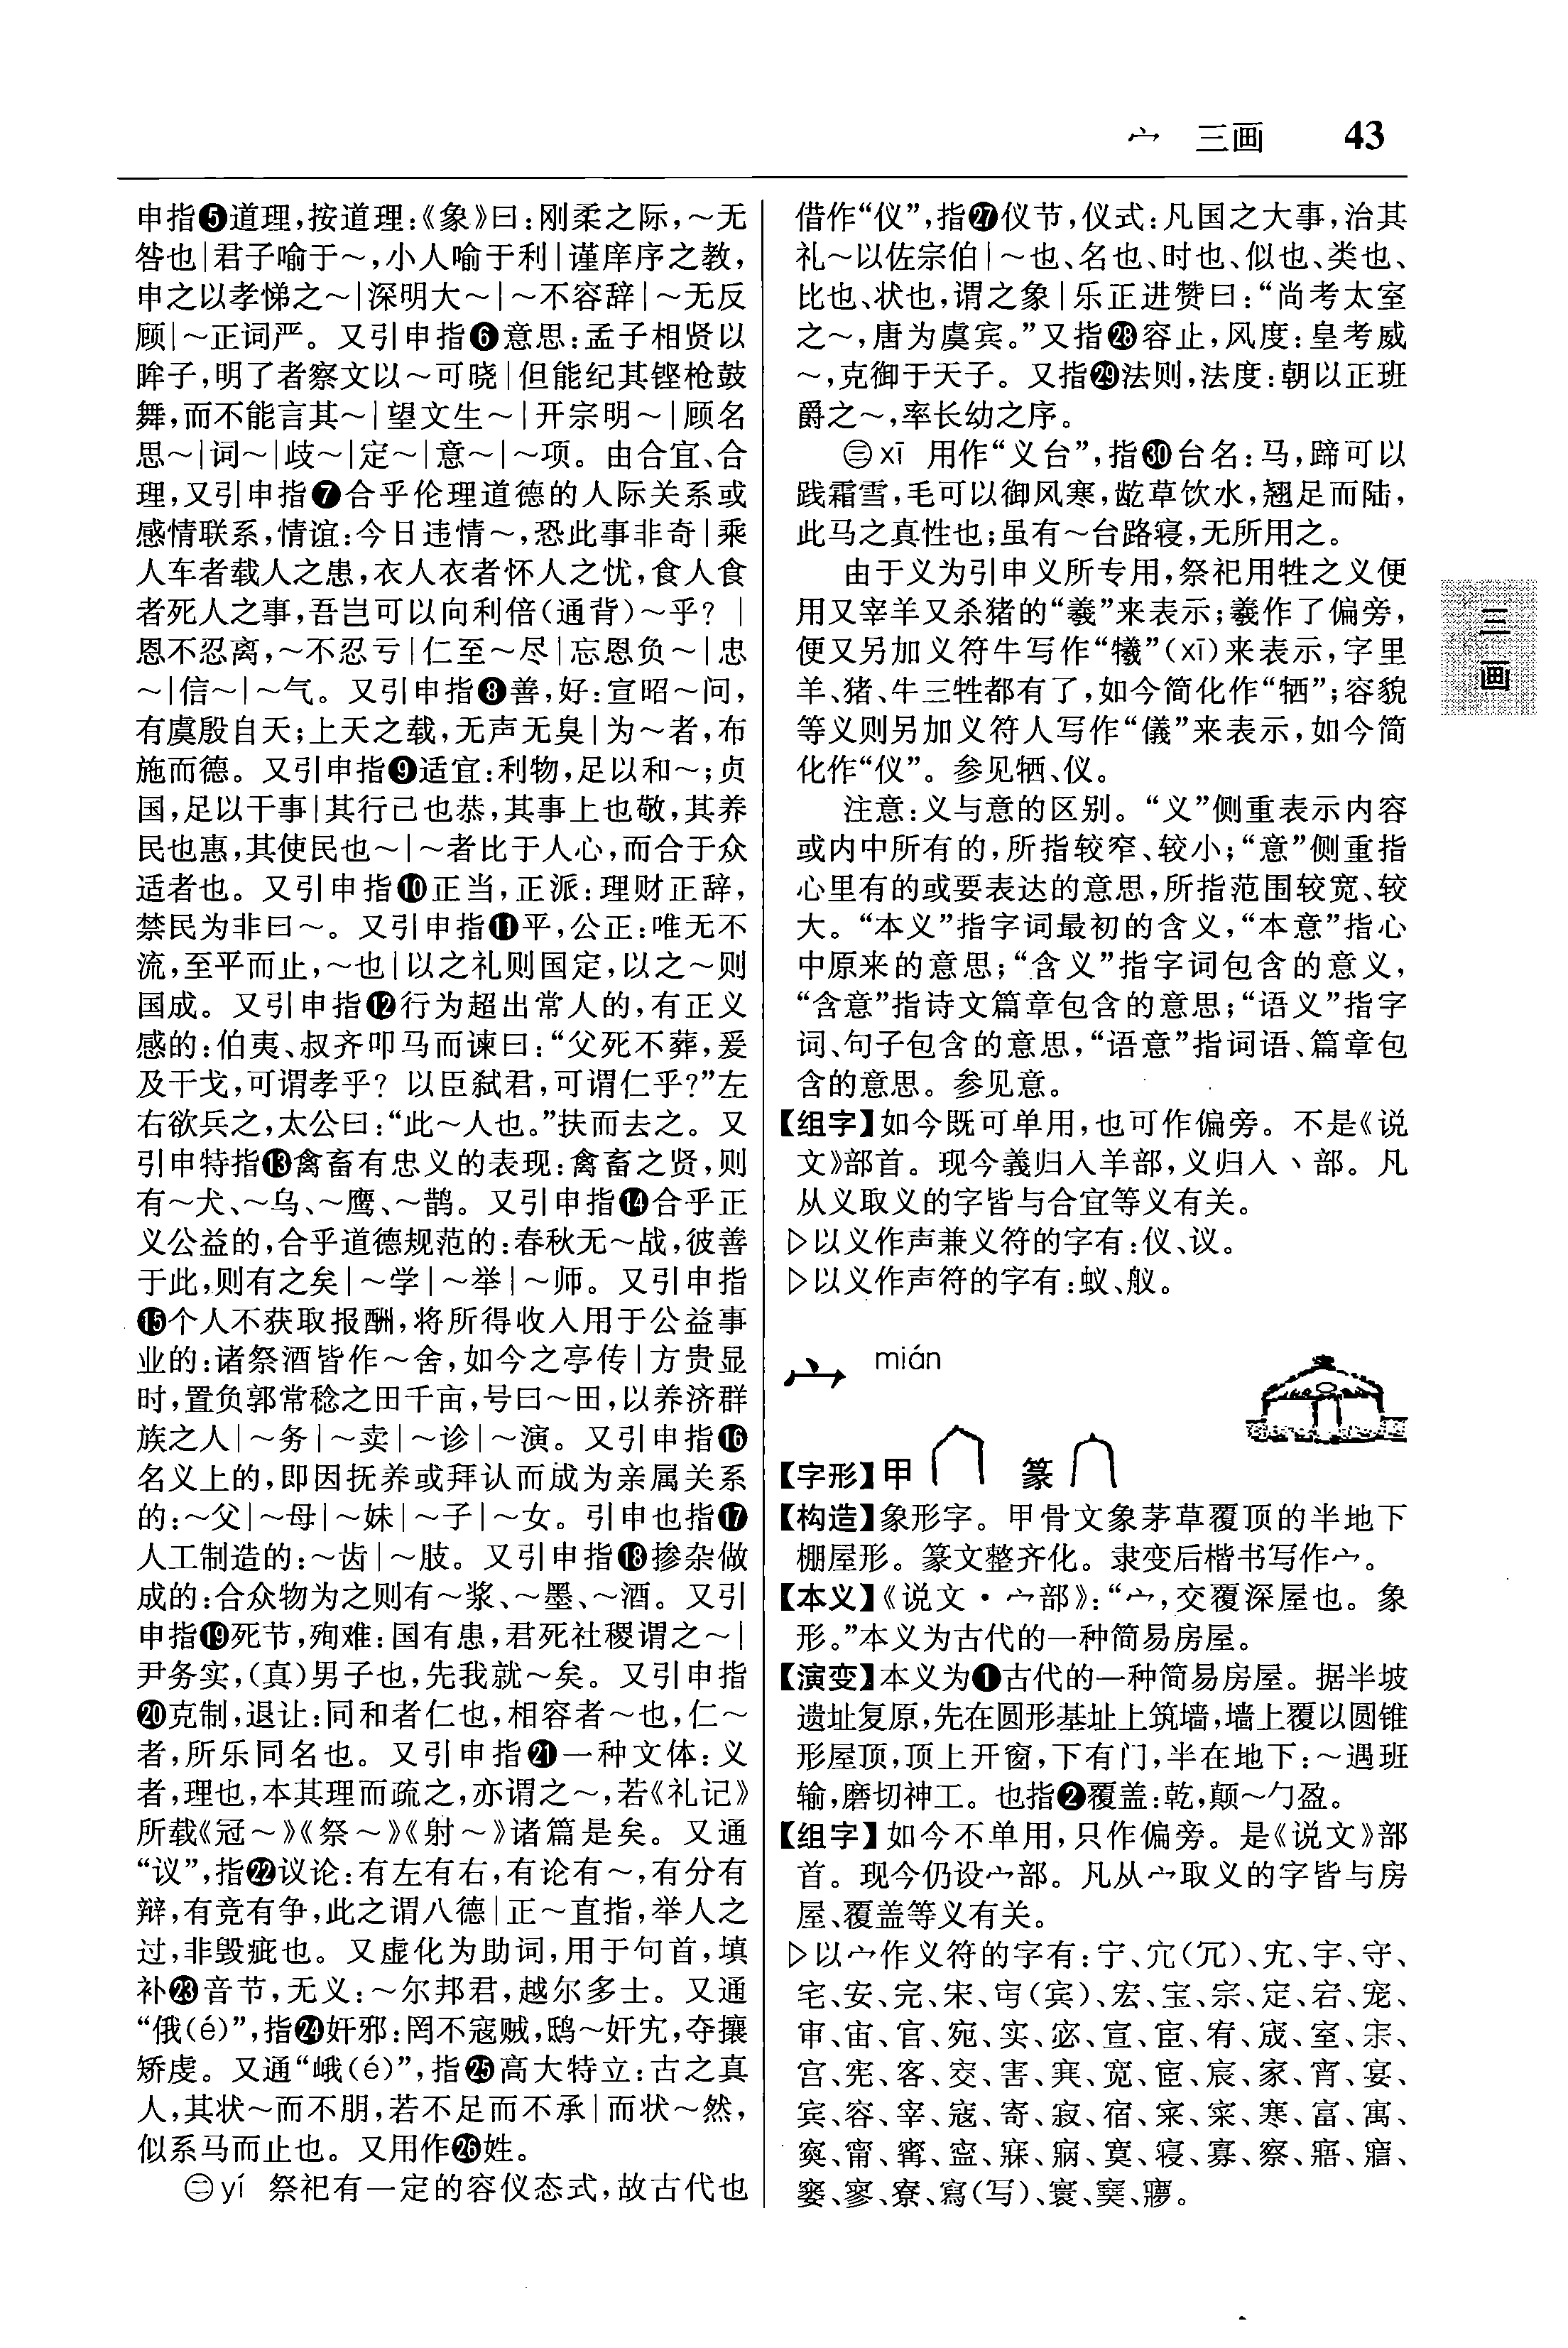 宀 三画 43
申指❺道理,按道理:《象》曰:刚柔之际,～无
咎也|君子喻于～,小人喻于利|谨庠序之教,
申之以孝悌之～|深明大～|～不容辞|～无反
顾|～正词严。又引申指❻意思:孟子相贤以
眸子,明了者察文以～可晓|但能纪其铿枪鼓
舞,而不能言其～|望文生～|开宗明～|顾名
思～|词～|歧～|定～|意～|～项。由合宜、合
理,又引申指❼合乎伦理道德的人际关系或
感情联系,情谊:今日违情～,恐此事非奇|乘
人车者载人之患,衣人衣者怀人之忧,食人食
者死人之事,吾岂可以向利倍(通背)～乎? |
恩不忍离,～不忍亏|仁至～尽|忘恩负～|忠
～|信～|～气。又引申指❽善,好:宣昭～问,
有虞殷自天;上天之载,无声无臭|为～者,布
施而德。又引申指❾适宜:利物,足以和～;贞
国,足以干事|其行己也恭,其事上也敬,其养
民也惠,其使民也～|～者比于人心,而合于众
适者也。又引申指❿正当,正派:理财正辞,
禁民为非曰～。又引申指⓫平,公正:唯无不
流,至平而止,～也|以之礼则国定,以之～则
国成。又引申指⓬行为超出常人的,有正义
感的:伯夷、叔齐叩马而谏曰:“父死不葬,爰
及干戈,可谓孝乎? 以臣弑君,可谓仁乎?”左
右欲兵之,太公曰:“此～人也。”扶而去之。又
引申特指⓭禽畜有忠义的表现:禽畜之贤,则
有～犬、～乌、～鹰、～鹊。又引申指⓮合乎正
义公益的,合乎道德规范的:春秋无～战,彼善
于此,则有之矣|～学|～举|～师。又引申指
⓯个人不获取报酬,将所得收入用于公益事
业的:诸祭酒皆作～舍,如今之亭传|方贵显
时,置负郭常稔之田千亩,号曰～田,以养济群
族之人|～务|～卖|～诊|～演。又引申指⓰
名义上的,即因抚养或拜认而成为亲属关系
的:～父|～母|～妹|～子|～女。引申也指⓱
人工制造的:～齿|～肢。又引申指⓲掺杂做
成的:合众物为之则有～浆、～墨、～酒。又引
申指⓳死节,殉难:国有患,君死社稷谓之～|
尹务实,(真)男子也,先我就～矣。又引申指
⓴克制,退让:同和者仁也,相容者～也,仁～
者,所乐同名也。又引申指㉑一种文体:义
者,理也,本其理而疏之,亦谓之～,若《礼记》
所载《冠～》《祭～》《射～》诸篇是矣。又通
“议”,指㉒议论:有左有右,有论有～,有分有
辩,有竞有争,此之谓八德|正～直指,举人之
过,非毁疵也。又虚化为助词,用于句首,填
补㉓音节,无义:～尔邦君,越尔多士。又通
“俄(é)”,指㉔奸邪:罔不寇贼,鸱～奸宄,夺攘
矫虔。又通“峨(é)”,指㉕高大特立:古之真
人,其状～而不朋,若不足而不承|而状～然,
似系马而止也。又用作㉖姓。
㊁yí 祭祀有一定的容仪态式,故古代也
借作“仪”,指㉗仪节,仪式:凡国之大事,治其
礼～以佐宗伯|～也、名也、时也、似也、类也、
比也、状也,谓之象|乐正进赞曰:“尚考太室
之～,唐为虞宾。”又指㉘容止,风度:皇考威
～,克御于天子。又指㉙法则,法度:朝以正班
爵之～,率长幼之序。
㊂xī 用作“义台”,指㉚台名:马,蹄可以
践霜雪,毛可以御风寒,龁草饮水,翘足而陆,
此马之真性也;虽有～台路寝,无所用之。
由于义为引申义所专用,祭祀用牲之义便
用又宰羊又杀猪的“羲”来表示;羲作了偏旁,
便又另加义符牛写作“犧”(xī)来表示,字里
羊、猪、牛三牲都有了,如今简化作“牺”;容貌
等义则另加义符人写作“儀”来表示,如今简
化作“仪”。参见牺、仪。
注意:义与意的区别。“义”侧重表示内容
或内中所有的,所指较窄、较小;“意”侧重指
心里有的或要表达的意思,所指范围较宽、较
大。“本义”指字词最初的含义,“本意”指心
中原来的意思;“含义”指字词包含的意义,
“含意”指诗文篇章包含的意思;“语义”指字
词、句子包含的意思,“语意”指词语、篇章包
含的意思。参见意。
【组字】如今既可单用,也可作偏旁。不是《说
文》部首。现今義归入羊部,义归入丶部。凡
从义取义的字皆与合宜等义有关。
▷以义作声兼义符的字有:仪、议。
▷以义作声符的字有:蚁、舣。
宀 mián
【字形】甲 篆
【构造】象形字。甲骨文象茅草覆顶的半地下
棚屋形。篆文整齐化。隶变后楷书写作宀。
【本义】《说文·宀部》:“宀,交覆深屋也。象
形。”本义为古代的一种简易房屋。
【演变】本义为❶古代的一种简易房屋。据半坡
遗址复原,先在圆形基址上筑墙,墙上覆以圆锥
形屋顶,顶上开窗,下有门,半在地下:～遇班
输,磨切神工。也指❷覆盖:乾,颠～勹盈。
【组字】如今不单用,只作偏旁。是《说文》部
首。现今仍设宀部。凡从宀取义的字皆与房
屋、覆盖等义有关。
▷以宀作义符的字有:宁、宂(冗)、宄、宇、守、
宅、安、完、宋、(宾)、宏、宝、宗、定、宕、宠、
审、宙、官、宛、实、宓、宣、宦、宥、宬、室、宗、
宫、宪、客、㝔、害、宽、宧、宸、家、宵、宴、
宾、容、宰、寇、寄、寂、宿、寀、寒、富、寓、
甯、寐、寞、寝、寡、察、寤、
寥、寮、寫(写)、寰。
三画